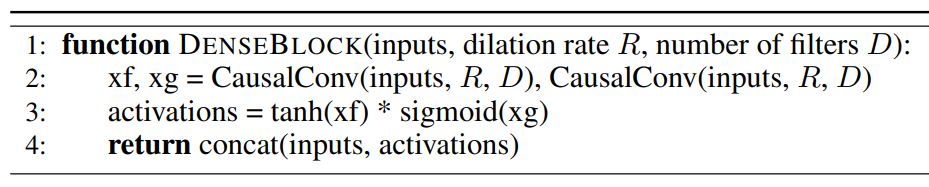 1: function DENSEBLOCK(inputs, dilation rate R, number of filters D):
2: xf, xg = CausalConv(inputs, R, D), CausalConv(inputs, R, D)
3: activations = tanh(xf) * sigmoid(xg)
4: return concat(inputs, activations)